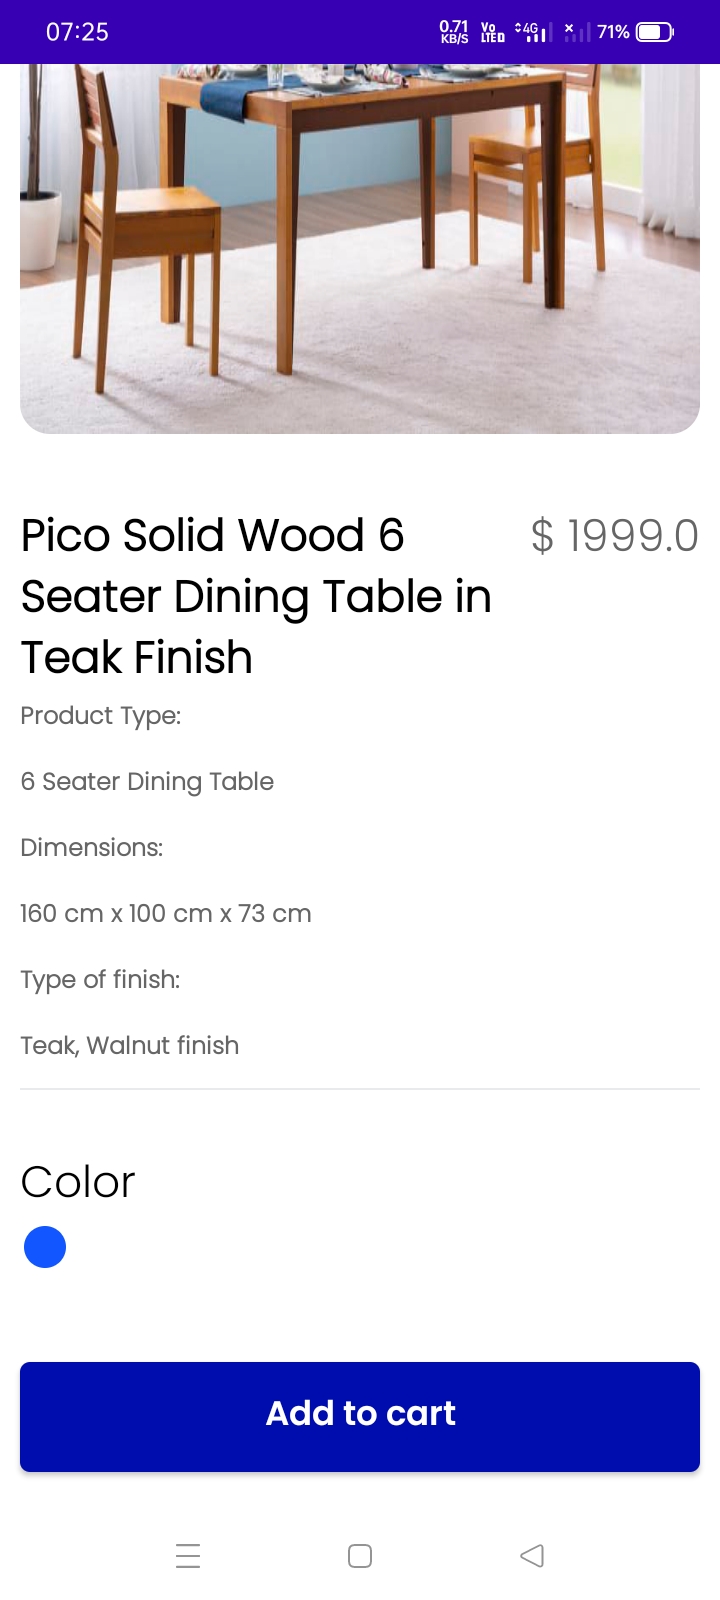 07:25
0.71 KB/S Vo LTE D 4G 71%
Pico Solid Wood 6
Seater Dining Table in
Teak Finish
$ 1999.0
Product Type:
6 Seater Dining Table
Dimensions:
160 cm x 100 cm x 73 cm
Type of finish:
Teak, Walnut finish
Color
Add to cart